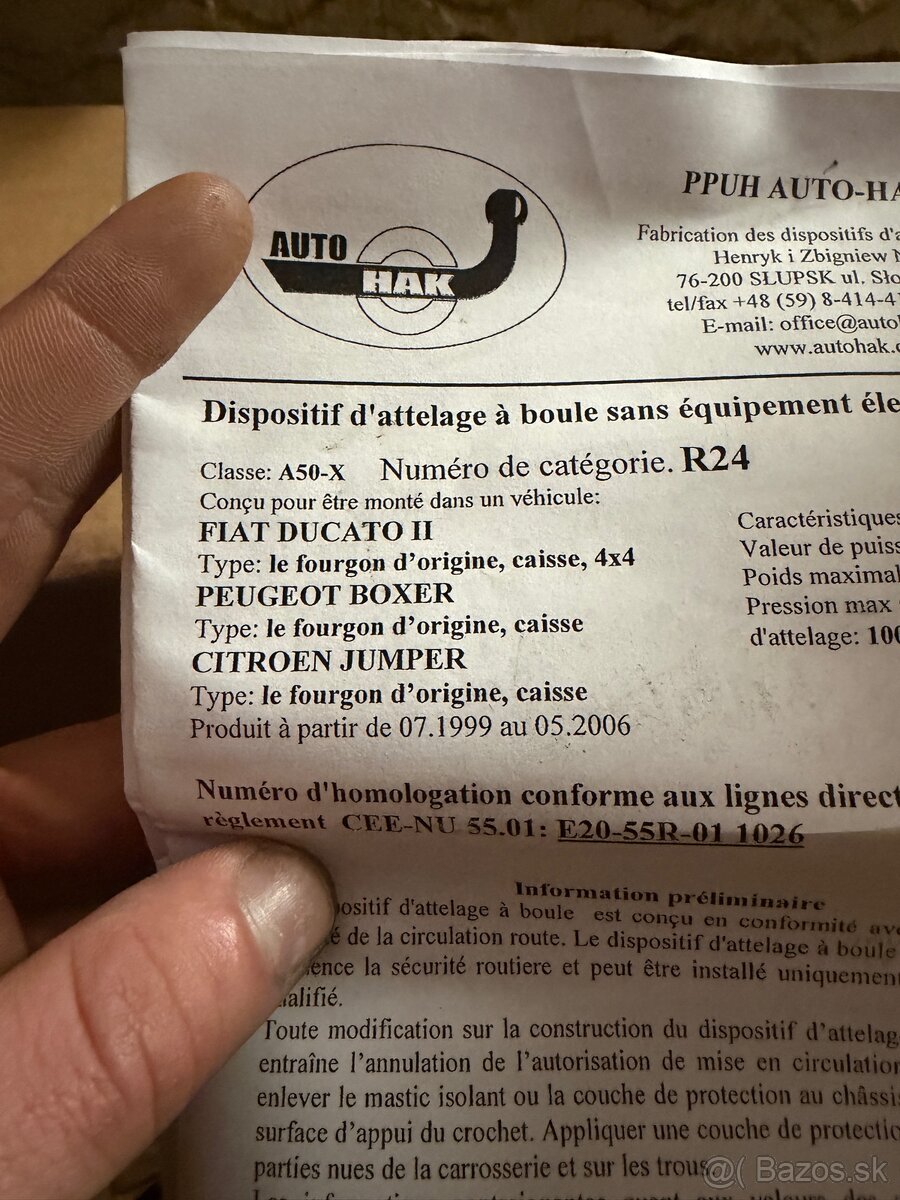 AUTO
HAK
PPUH AUTO-HA
Fabrication des dispositifs d'a
Henryk i Zbigniew
76-200 SŁUPSK ul. Sło
tel/fax +48 (59) 8-414-4
E-mail: office@auto
www.autohak.
Dispositif d'attelage à boule sans équipement éle
Classe: A50-X Numéro de catégorie. R24
Conçu pour être monté dans un véhicule:
FIAT DUCATO II
Type: le fourgon d'origine, caisse, 4x4
PEUGEOT BOXER
Type: le fourgon d'origine, caisse
CITROEN JUMPER
Type: le fourgon d'origine, caisse
Produit à partir de 07.1999 au 05.2006
Caractéristiques
Valeur de puiss
Poids maximal
Pression max
d'attelage: 100
Numéro d'homologation conforme aux lignes direct
règlement CEE-NU 55.01: E20-55R-01 1026
Information préliminaire
ositif d'attelage à boule est conçu en conformité ave
é de la circulation route. Le dispositif d'attelage à boule
ence la sécurité routiere et peut être installé uniquement
alifié.
Toute modification sur la construction du dispositif d'attelag
entraîne l'annulation de l'autorisation de mise en circulation
enlever le mastic isolant ou la couche de protection au châssi
surface d'appui du crochet. Appliquer une couche de protectio
parties nues de la carrosserie et sur les trous
Bazos.sk